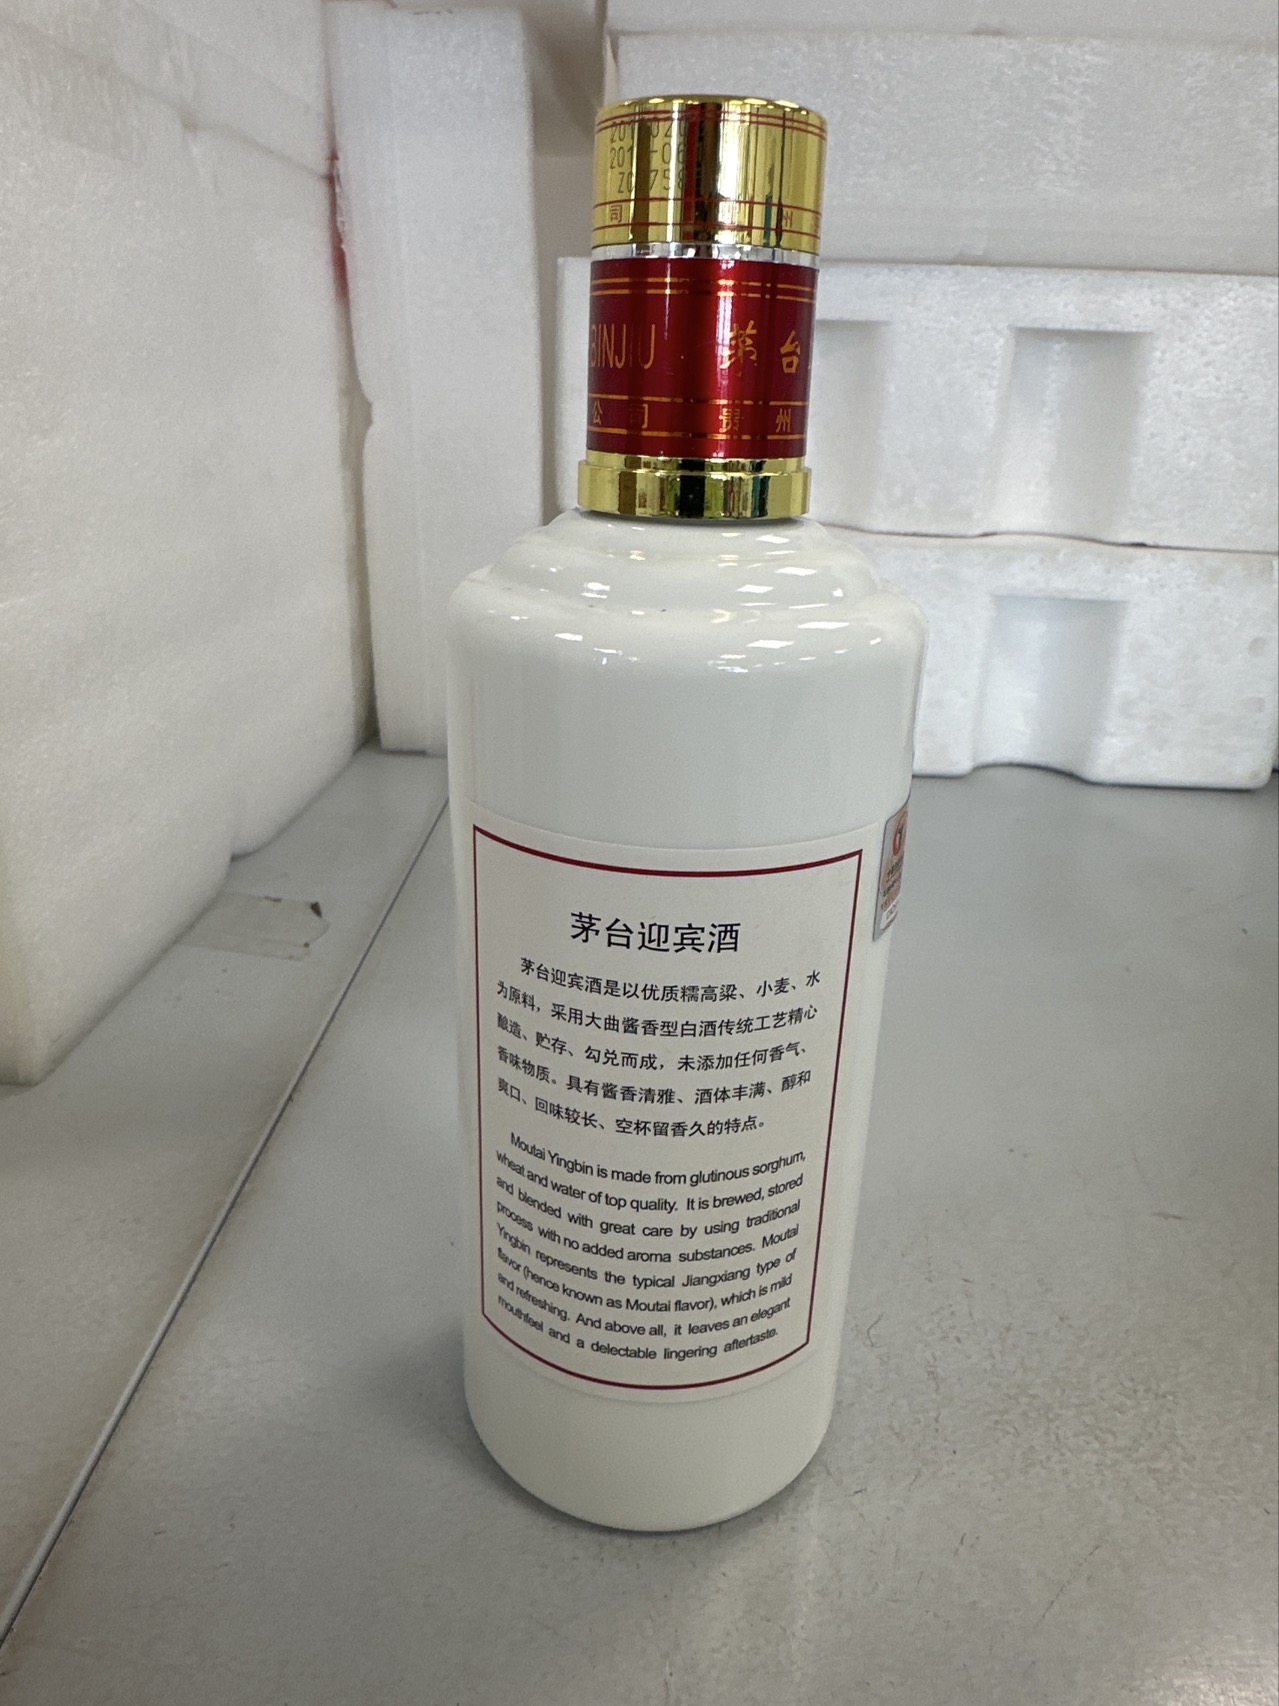 司 州
BINJIU 茅台
公司 贵州
茅台迎宾酒
茅台迎宾酒是以优质糯高粱、小麦、水
为原料，采用大曲酱香型白酒传统工艺精心
酿造、贮存、勾兑而成，未添加任何香气、
香味物质。具有酱香清雅、酒体丰满、醇和
爽口、回味较长、空杯留香久的特点。
Moutai Yingbin is made from glutinous sorghum,
wheat and water of top quality. It is brewed, stored
and blended with great care by using traditional
process with no added aroma substances. Moutai
Yingbin represents the typical Jiangxiang type of
flavor (hence known as Moutai flavor), which is mild
and refreshing. And above all, it leaves an elegant
mouthfeel and a delectable lingering aftertaste.